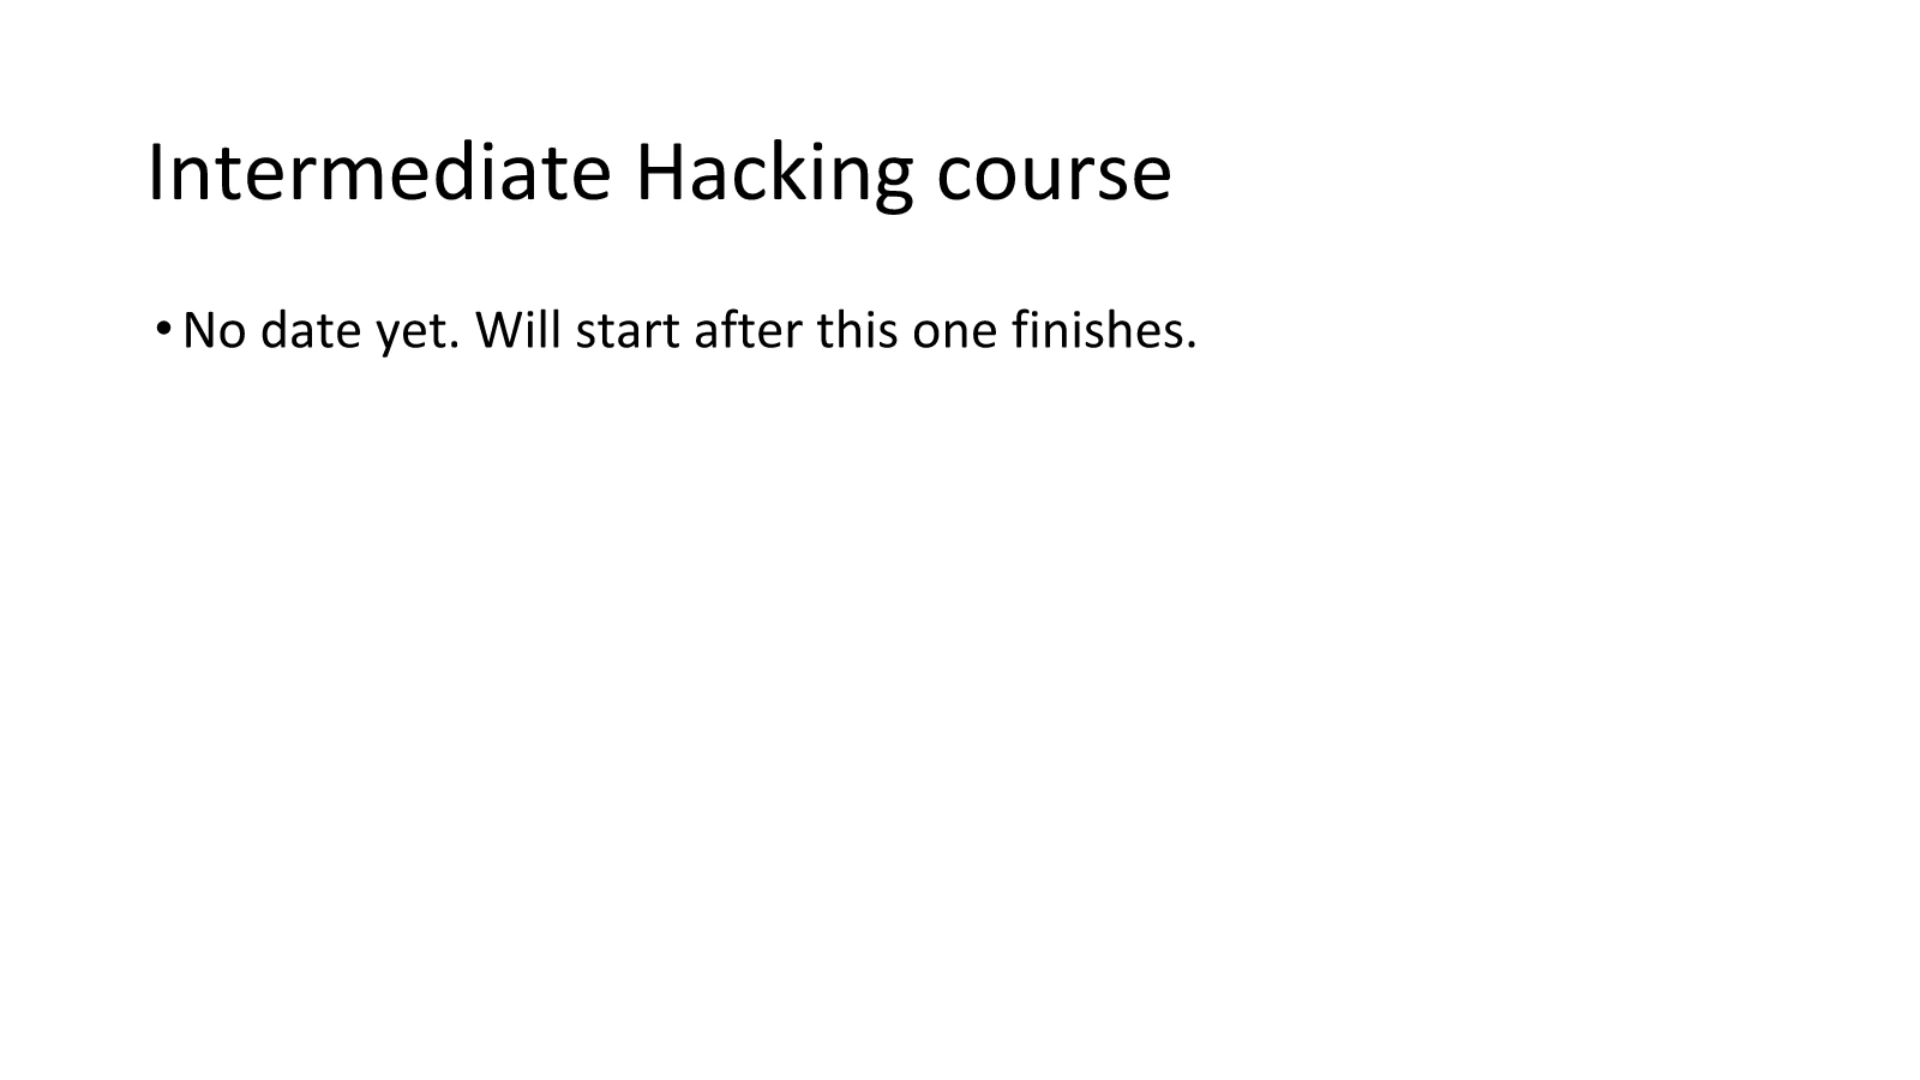 Intermediate Hacking course
• No date yet. Will start after this one finishes.